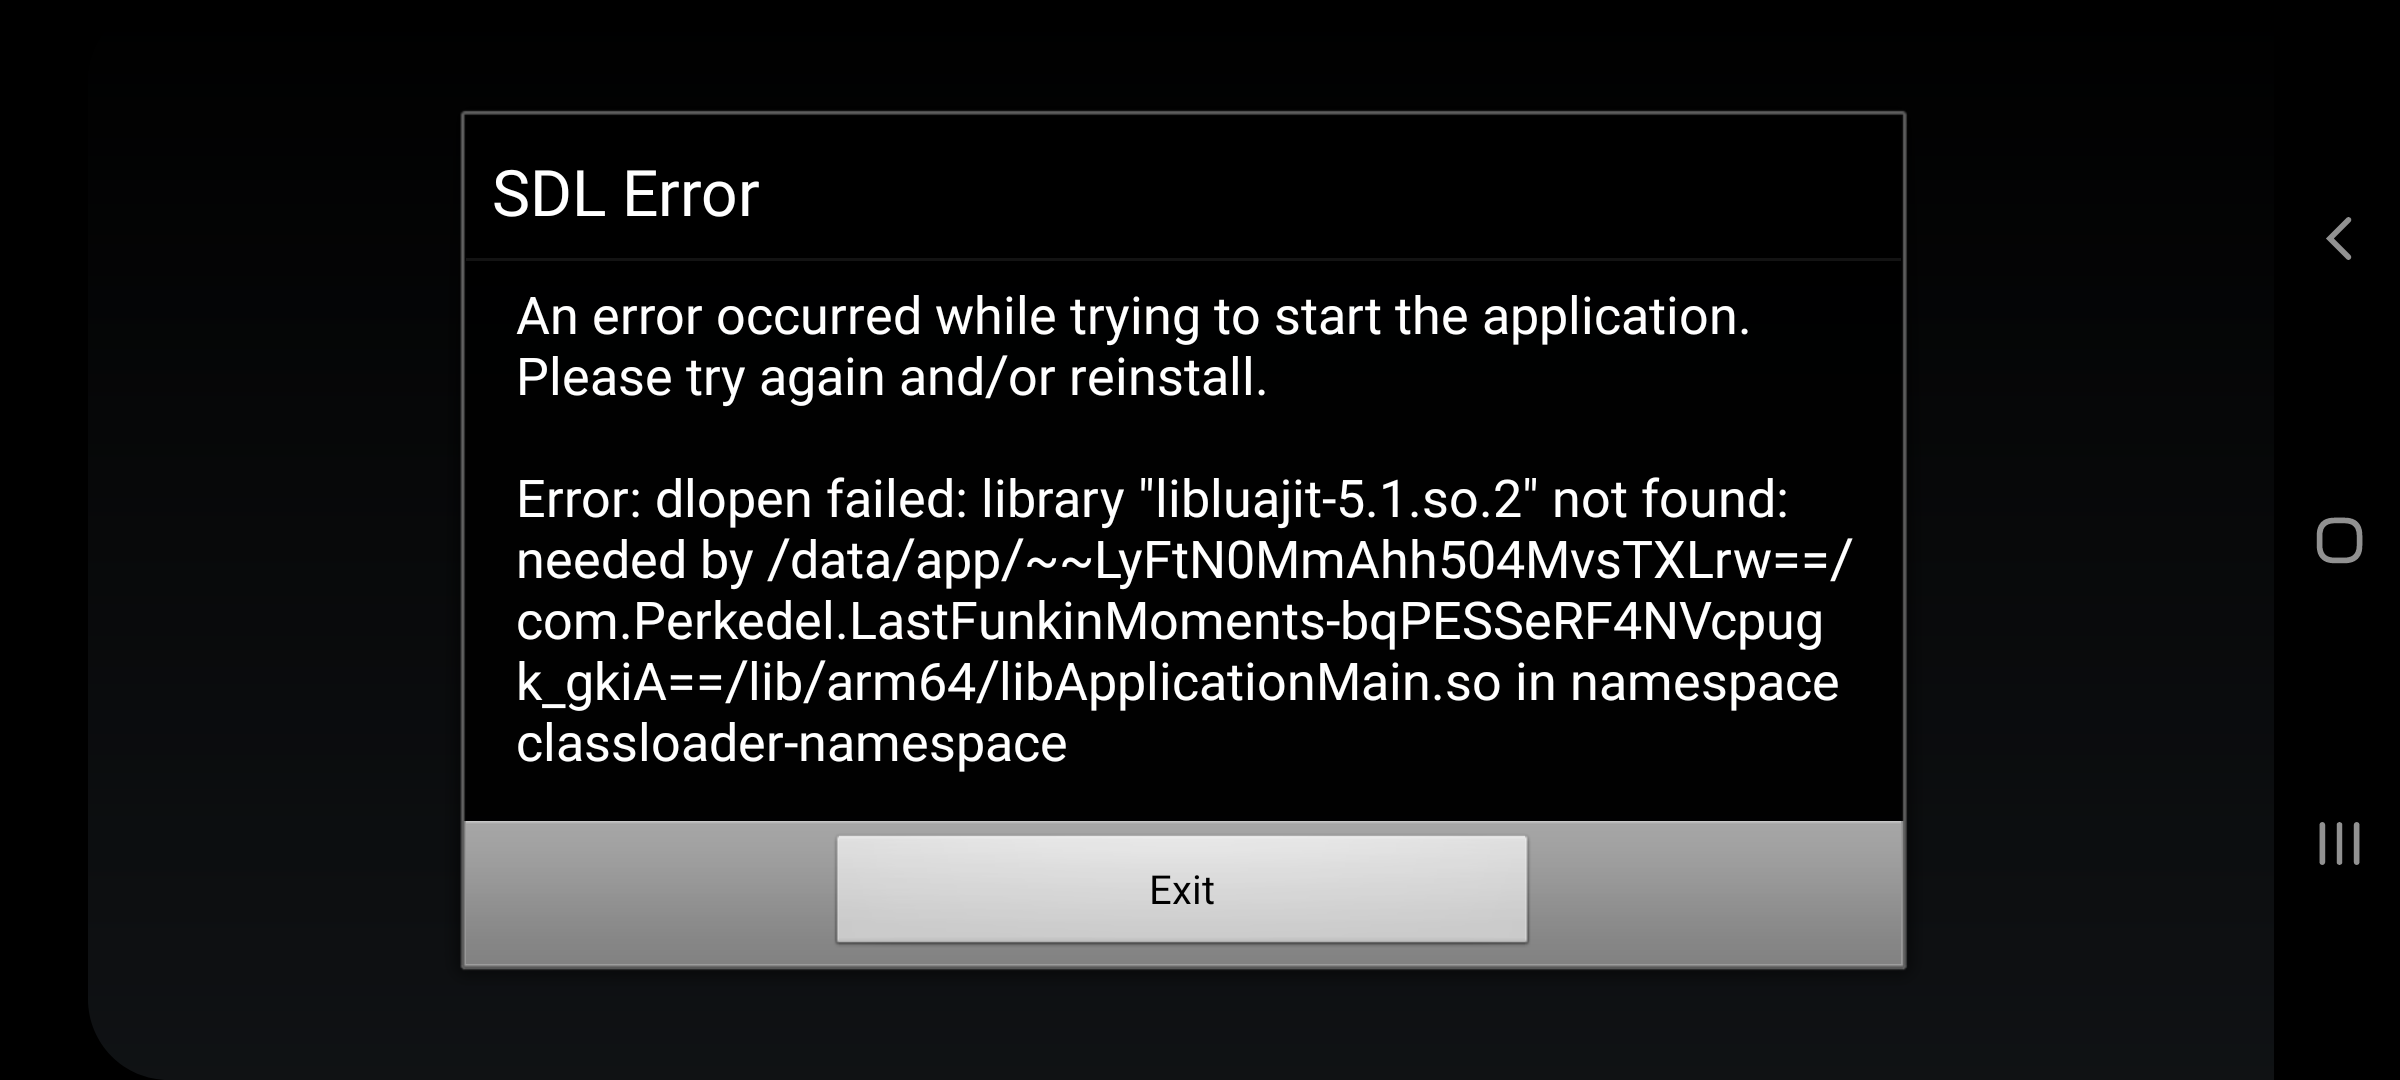 SDL Error
An error occurred while trying to start the application.
Please try again and/or reinstall.
Error: dlopen failed: library "libluajit-5.1.so.2" not found:
needed by /data/app/~~LyFtN0MmAhh504MvsTXLrw==/
com.Perkedel.LastFunkinMoments-bqPESSeRF4NVcpug
k_gkiA==/lib/arm64/libApplicationMain.so in namespace
classloader-namespace
Exit